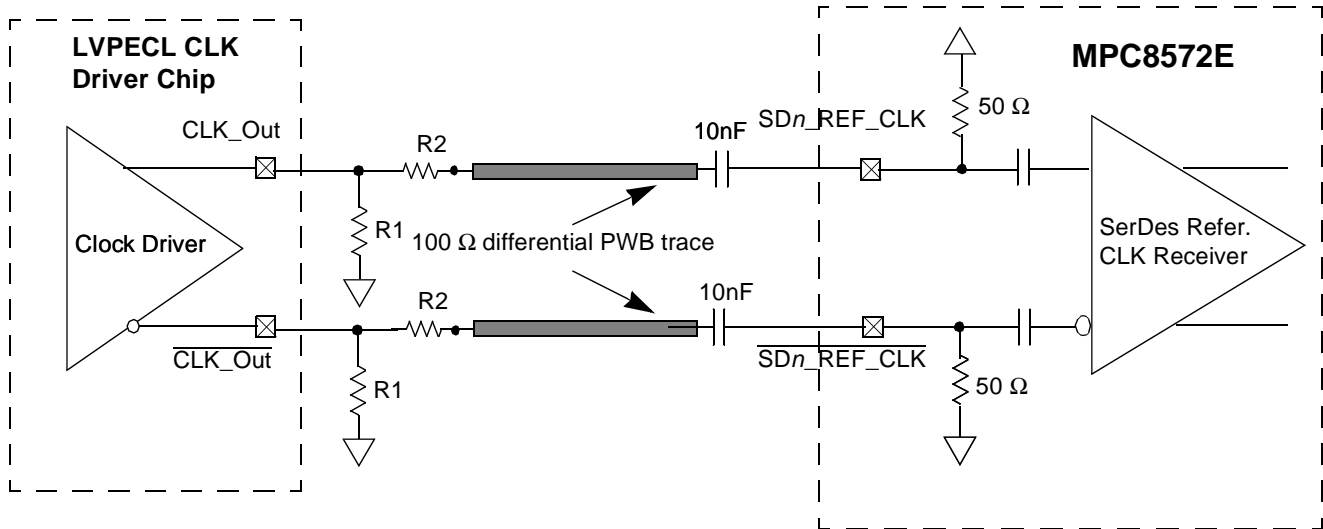 LVPECL CLK
Driver Chip
MPC8572E
CLK_Out
R2
10nF
SDn_REF_CLK
50 Ω
Clock Driver
R1
100 Ω differential PWB trace
SerDes Refer.
CLK Receiver
R2
10nF
CLK_Out
SDn_REF_CLK
R1
50 Ω